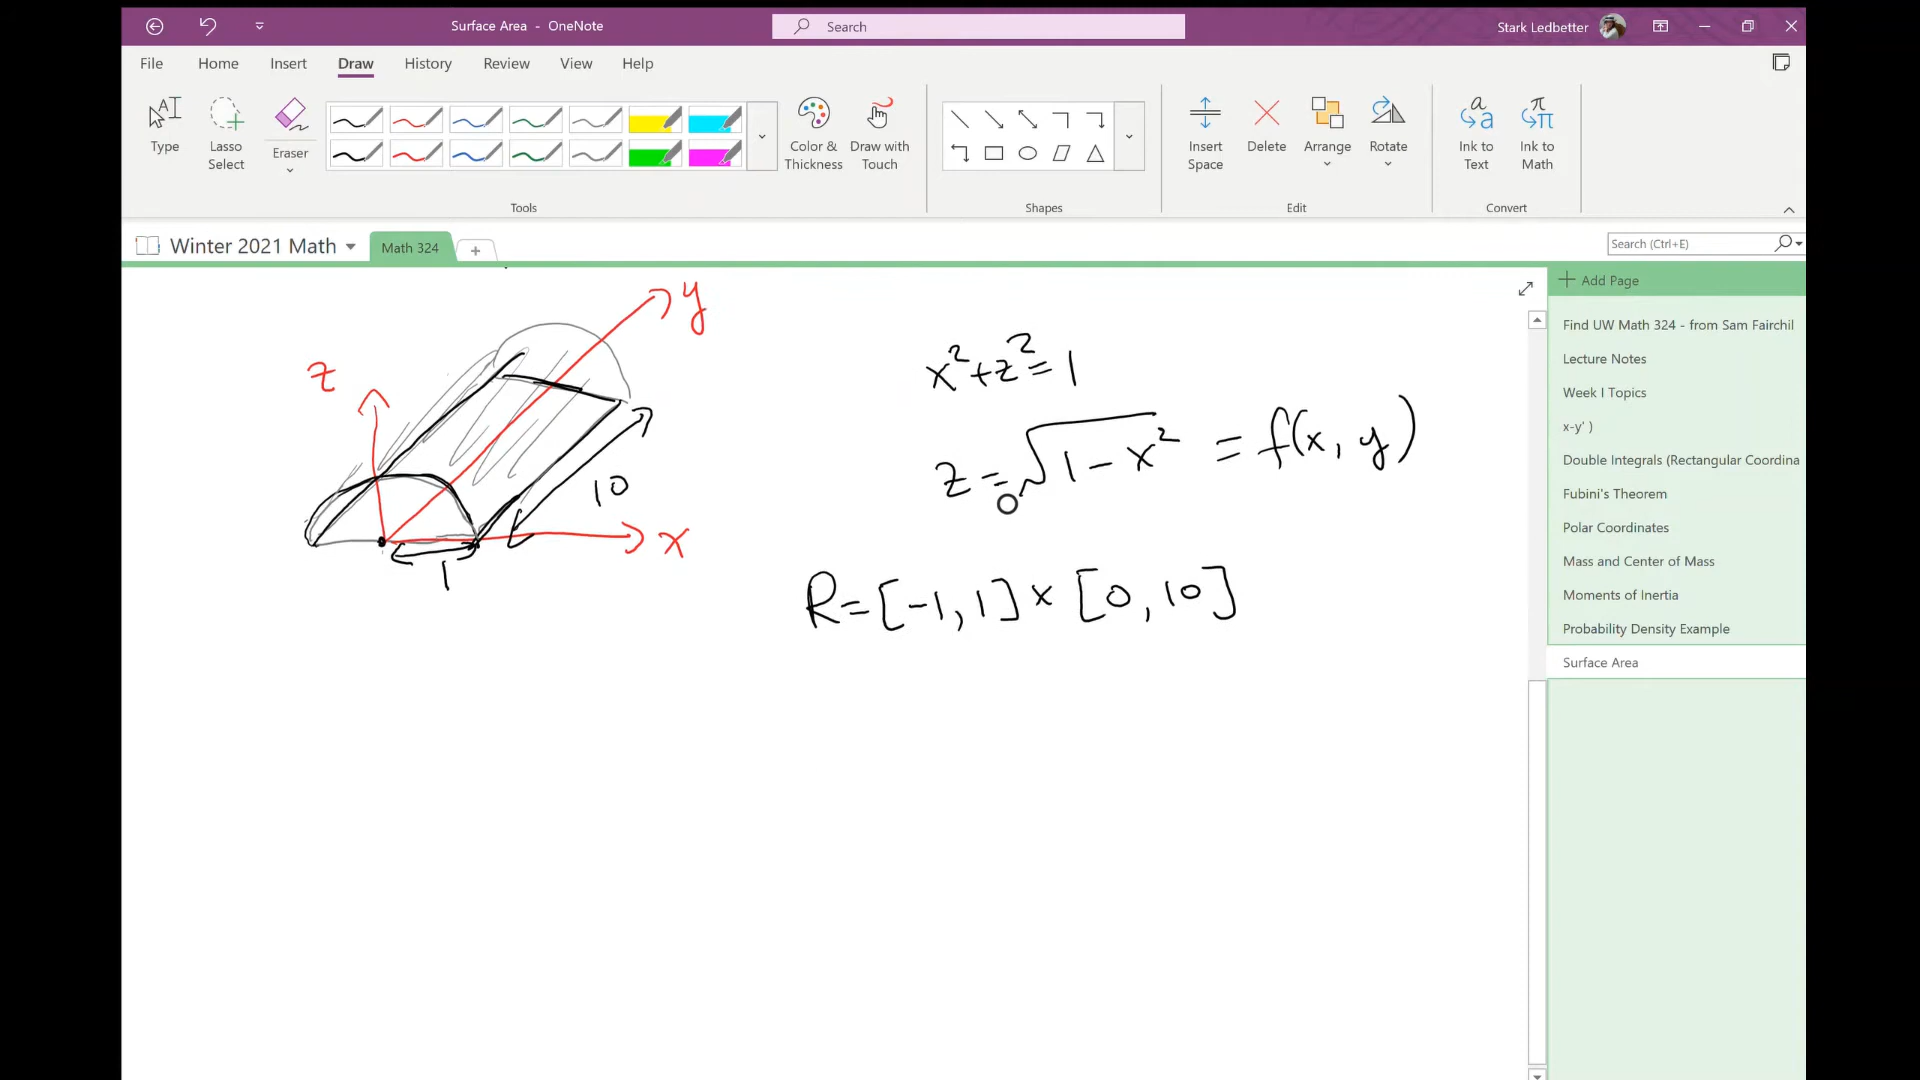 Surface Area - OneNote
Search
Stark Ledbetter
File Home Insert Draw History Review View Help
Type
Lasso Select
Eraser
Color & Thickness
Draw with Touch
Insert Space
Delete
Arrange
Rotate
Ink to Text
Ink to Math
Tools
Shapes
Edit
Convert
Winter 2021 Math
Math 324
Search (Ctrl+E)
Add Page
Find UW Math 324 - from Sam Fairchil
Lecture Notes
Week I Topics
x-y' )
Double Integrals (Rectangular Coordina
Fubini's Theorem
Polar Coordinates
Mass and Center of Mass
Moments of Inertia
Probability Density Example
Surface Area
y
z
x
10
1
x²+z²=1
z=√1-x² = f(x, y)
R=[-1,1]×[0,10]